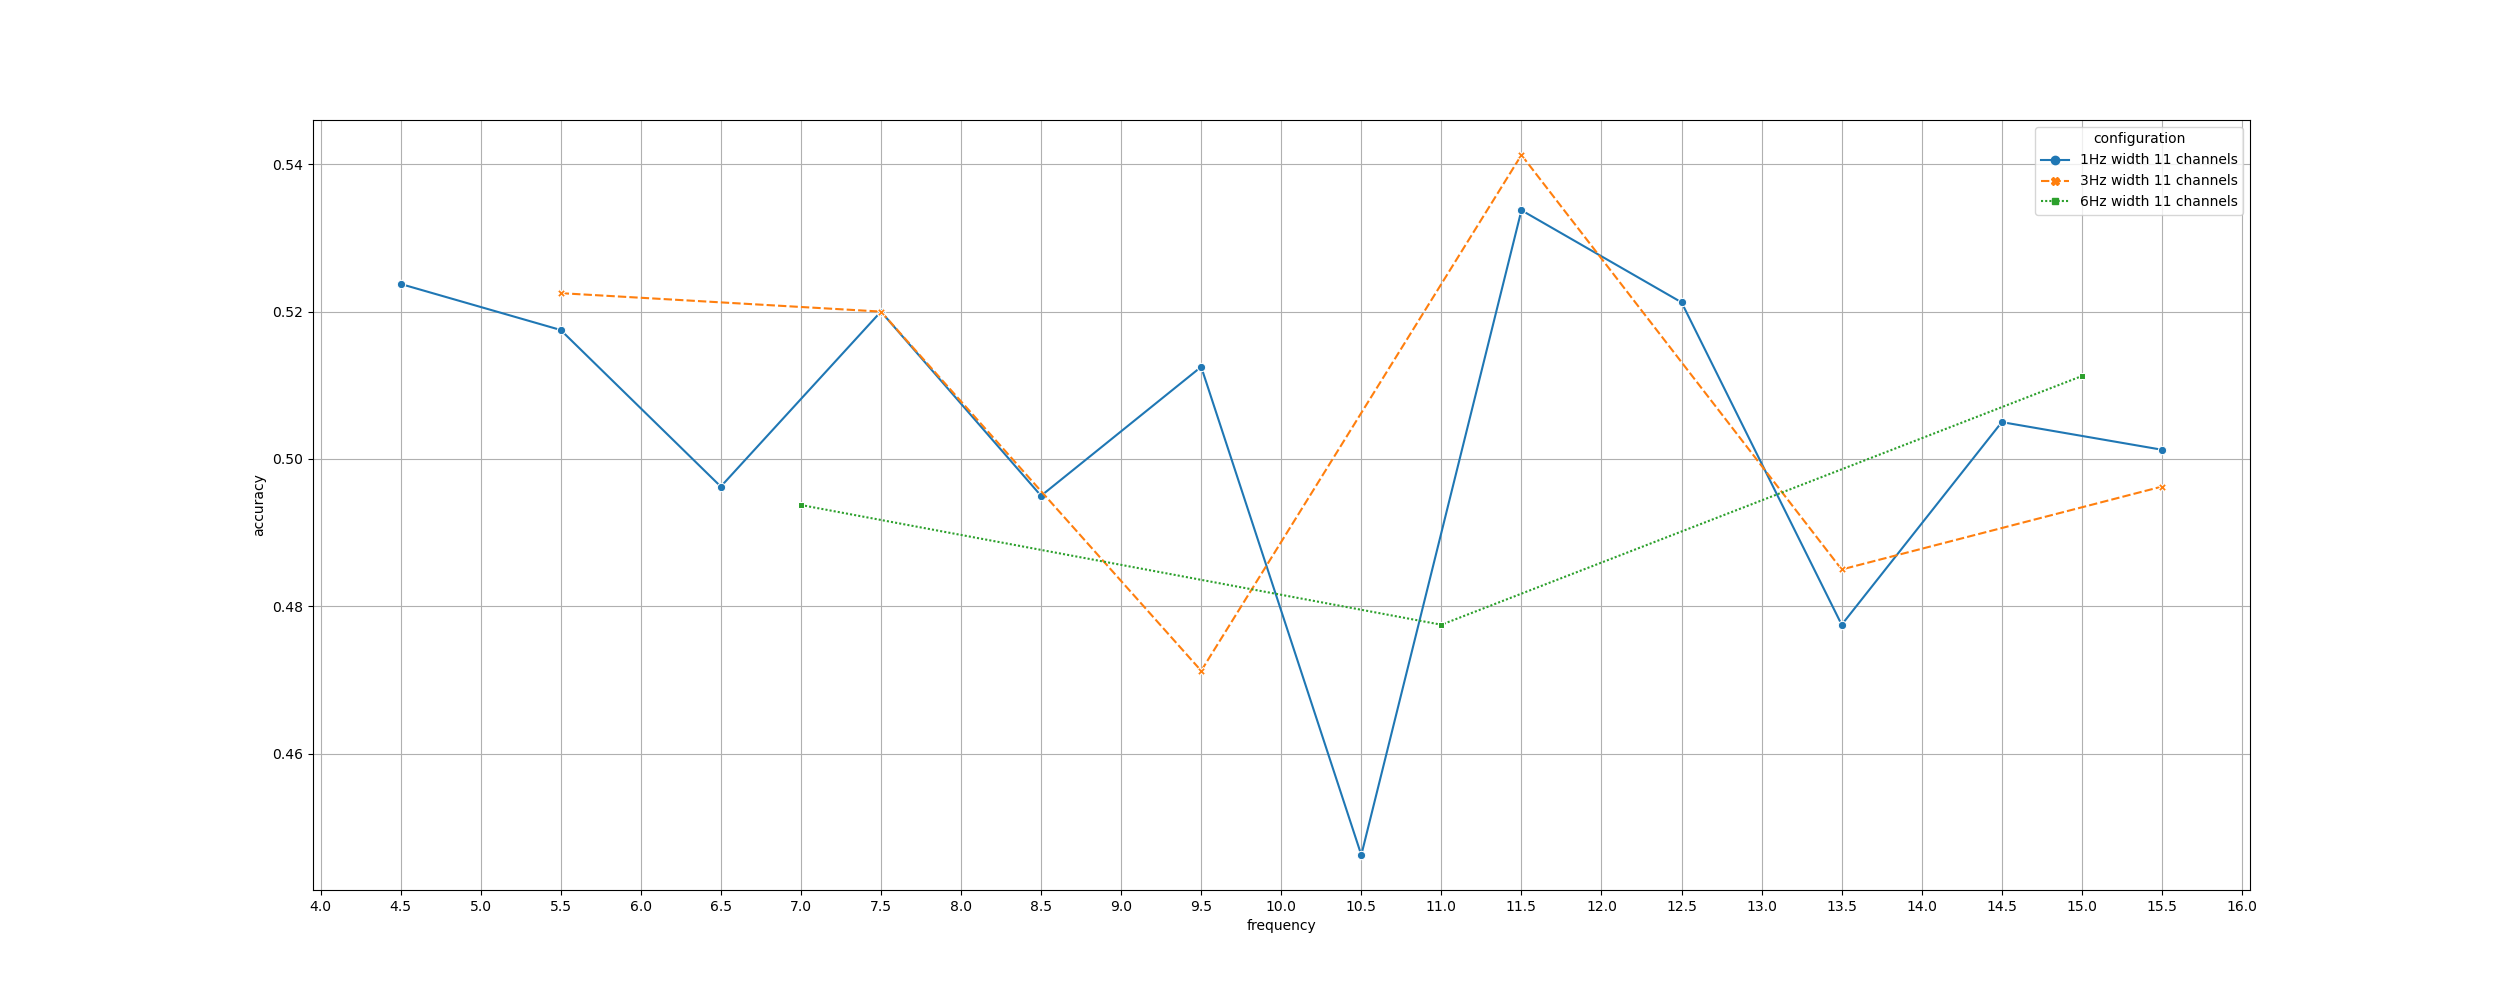 configuration
1Hz width 11 channels
3Hz width 11 channels
6Hz width 11 channels
0.54
0.52
0.50
0.48
0.46
accuracy
4.0 4.5 5.0 5.5 6.0 6.5 7.0 7.5 8.0 8.5 9.0 9.5 10.0 10.5 11.0 11.5 12.0 12.5 13.0 13.5 14.0 14.5 15.0 15.5 16.0
frequency